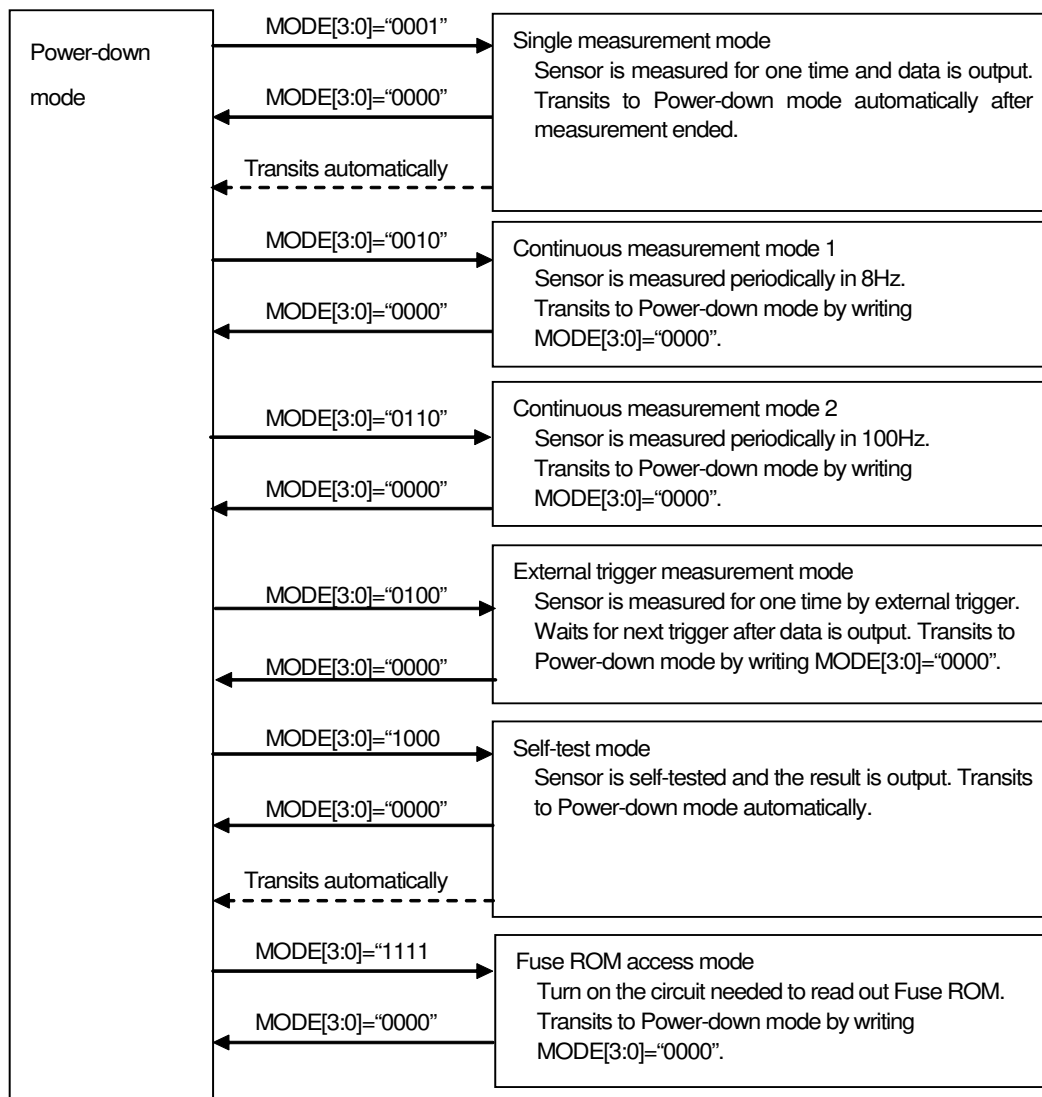 Power-down
mode
MODE[3:0]=“0001”
MODE[3:0]=“0000”
Transits automatically
Single measurement mode
Sensor is measured for one time and data is output.
Transits to Power-down mode automatically after
measurement ended.
MODE[3:0]=“0010”
MODE[3:0]=“0000”
Continuous measurement mode 1
Sensor is measured periodically in 8Hz.
Transits to Power-down mode by writing
MODE[3:0]=“0000”.
MODE[3:0]=“0110”
MODE[3:0]=“0000”
Continuous measurement mode 2
Sensor is measured periodically in 100Hz.
Transits to Power-down mode by writing
MODE[3:0]=“0000”.
MODE[3:0]=“0100”
MODE[3:0]=“0000”
External trigger measurement mode
Sensor is measured for one time by external trigger.
Waits for next trigger after data is output. Transits to
Power-down mode by writing MODE[3:0]=“0000”.
MODE[3:0]=“1000
MODE[3:0]=“0000”
Transits automatically
Self-test mode
Sensor is self-tested and the result is output. Transits
to Power-down mode automatically.
MODE[3:0]=“1111
MODE[3:0]=“0000”
Fuse ROM access mode
Turn on the circuit needed to read out Fuse ROM.
Transits to Power-down mode by writing
MODE[3:0]=“0000”.